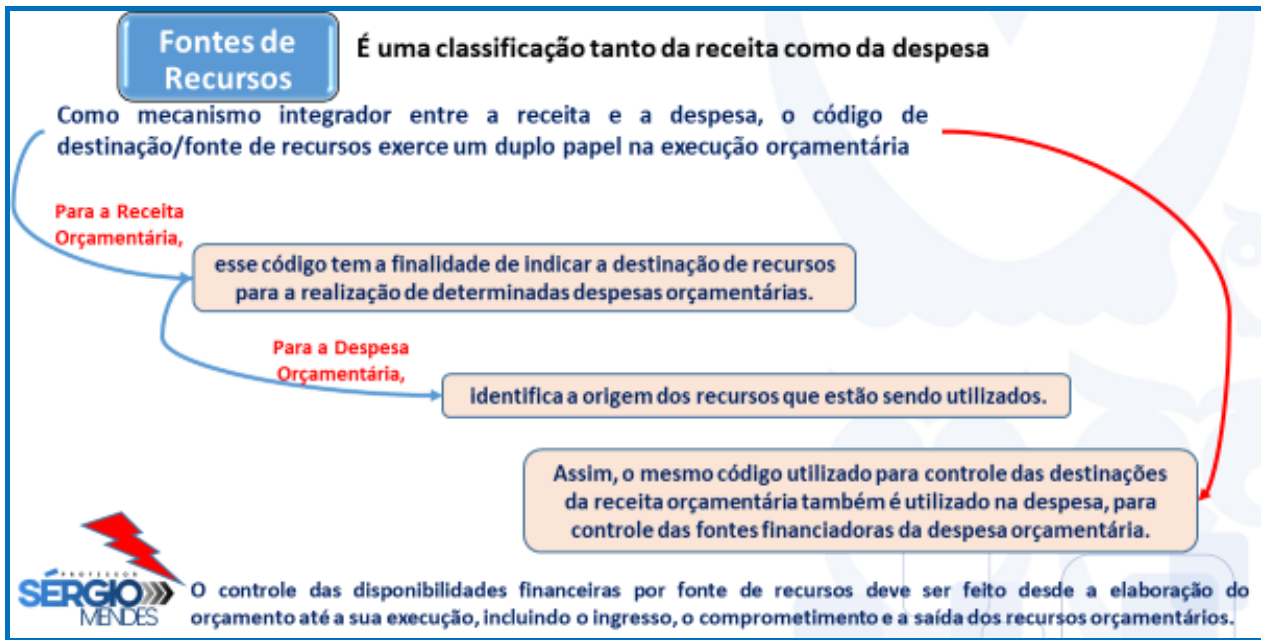 Fontes de
Recursos
É uma classificação tanto da receita como da despesa
Como mecanismo integrador entre a receita e a despesa, o código de
destinação/fonte de recursos exerce um duplo papel na execução orçamentária
Para a Receita
Orçamentária,
esse código tem a finalidade de indicar a destinação de recursos
para a realização de determinadas despesas orçamentárias.
Para a Despesa
Orçamentária,
identifica a origem dos recursos que estão sendo utilizados.
Assim, o mesmo código utilizado para controle das destinações
da receita orçamentária também é utilizado na despesa, para
controle das fontes financiadoras da despesa orçamentária.
PROFESSOR
SÉRGIO
MENDES
O controle das disponibilidades financeiras por fonte de recursos deve ser feito desde a elaboração do
orçamento até a sua execução, incluindo o ingresso, o comprometimento e a saída dos recursos orçamentários.